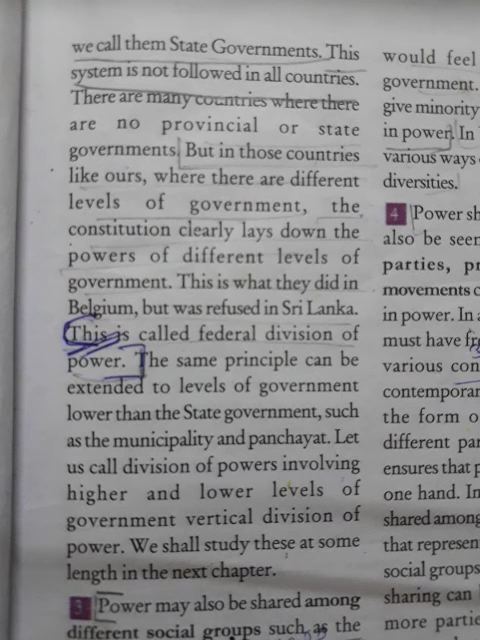 we call them State Governments. This
system is not followed in all countries.
There are many countries where there
are no provincial or state
governments. But in those countries
like ours, where there are different
levels of government, the
constitution clearly lays down the
powers of different levels of
government. This is what they did in
Belgium, but was refused in Sri Lanka.
This is called federal division of
power. The same principle can be
extended to levels of government
lower than the State government, such
as the municipality and panchayat. Let
us call division of powers involving
higher and lower levels of
government vertical division of
power. We shall study these at some
length in the next chapter.
3 Power may also be shared among
different social groups such as the
would feel
government.
give minority
in power. In
various ways
diversities.
4 Power sh
also be seen
parties, pr
movements c
in power. In a
must have fr
various con
contemporar
the form o
different par
ensures that p
one hand. In
shared among
that represen
social groups
sharing can
more partie